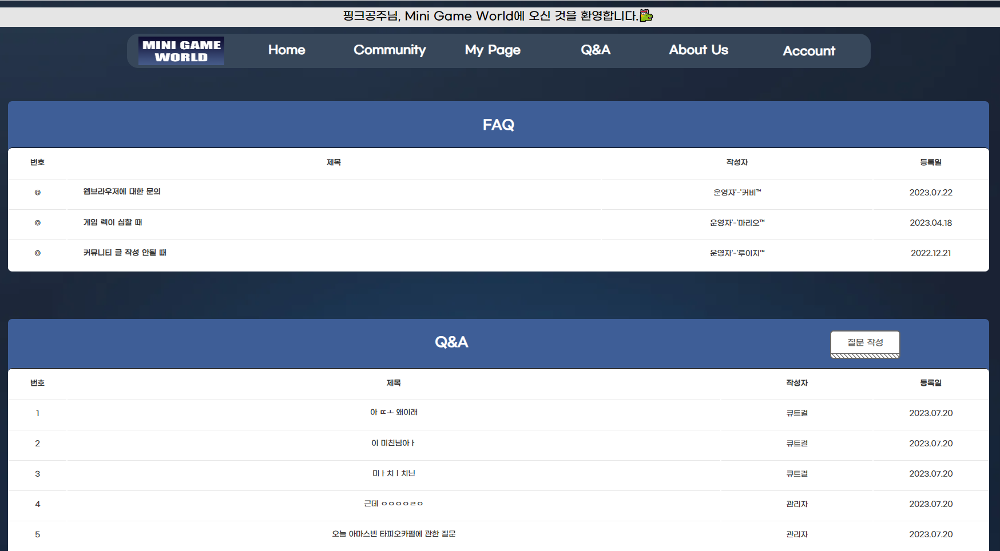 핑크공주님, Mini Game World에 오신 것을 환영합니다.
MINI GAME
WORLD
Home Community My Page Q&A About Us Account
FAQ
번호 제목 작성자 등록일
◎ 웹브라우저에 대한 문의 운영자'-'커비™ 2023.07.22
◎ 게임 렉이 심할 때 운영자'-'마리오™ 2023.04.18
◎ 커뮤니티 글 작성 안될 때 운영자'-'루이지™ 2022.12.21
Q&A 질문 작성
번호 제목 작성자 등록일
1 아 ㄸㅗ 왜이래 큐트걸 2023.07.20
2 이 미친넘아ㅏ 큐트걸 2023.07.20
3 미ㅏ치ㅣ치닌 큐트걸 2023.07.20
4 근데 ㅇㅇㅇㅇㄹㅇ 관리자 2023.07.20
5 오늘 아마스빈 타피오카펄에 관한 질문 관리자 2023.07.20